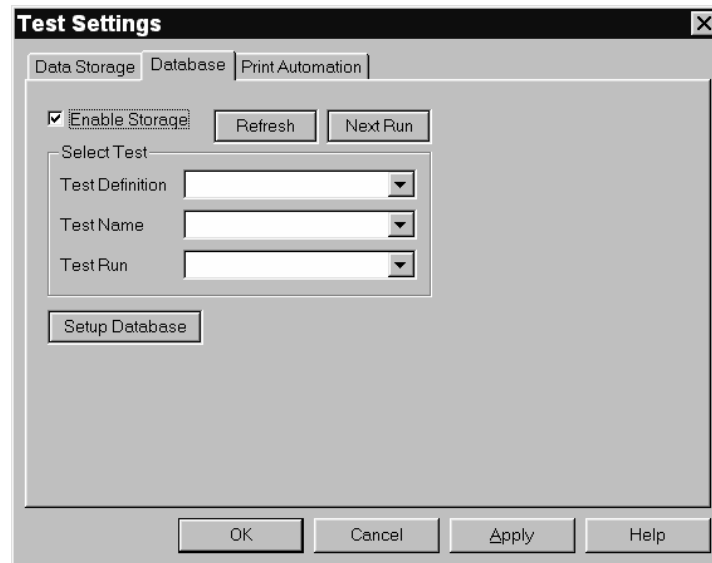 Test Settings
Data Storage Database Print Automation
Enable Storage Refresh Next Run
Select Test
Test Definition
Test Name
Test Run
Setup Database
OK Cancel Apply Help